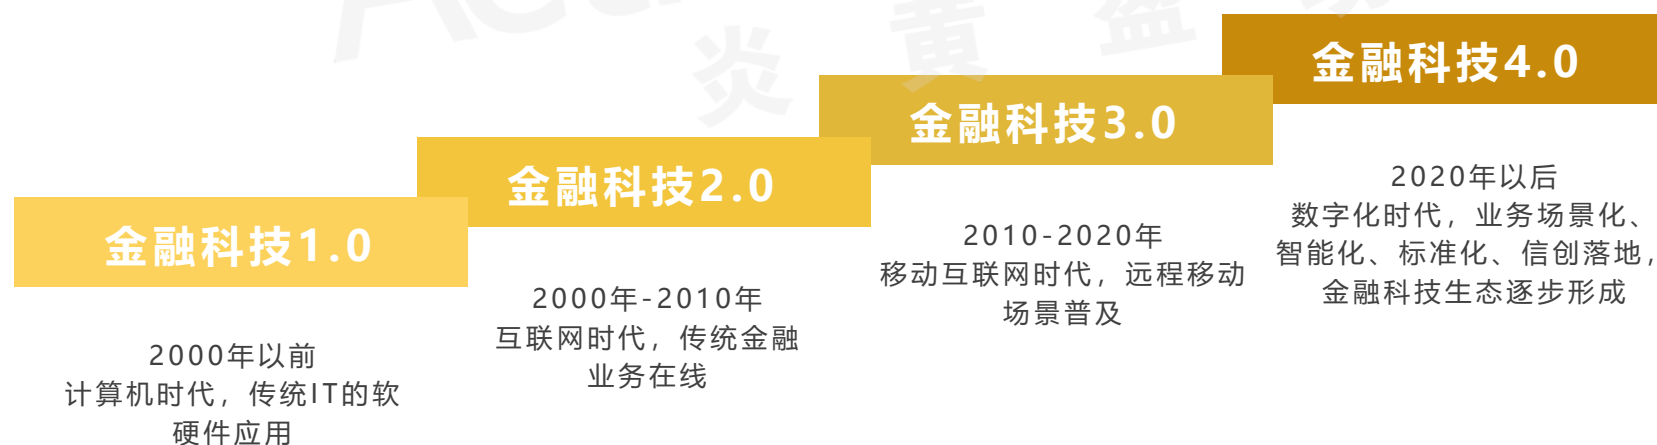 金融科技1.0
2000年以前
计算机时代，传统IT的软
硬件应用
金融科技2.0
2000年-2010年
互联网时代，传统金融
业务在线
金融科技3.0
2010-2020年
移动互联网时代，远程移动
场景普及
金融科技4.0
2020年以后
数字化时代，业务场景化、
智能化、标准化、信创落地，
金融科技生态逐步形成
炎黄盈